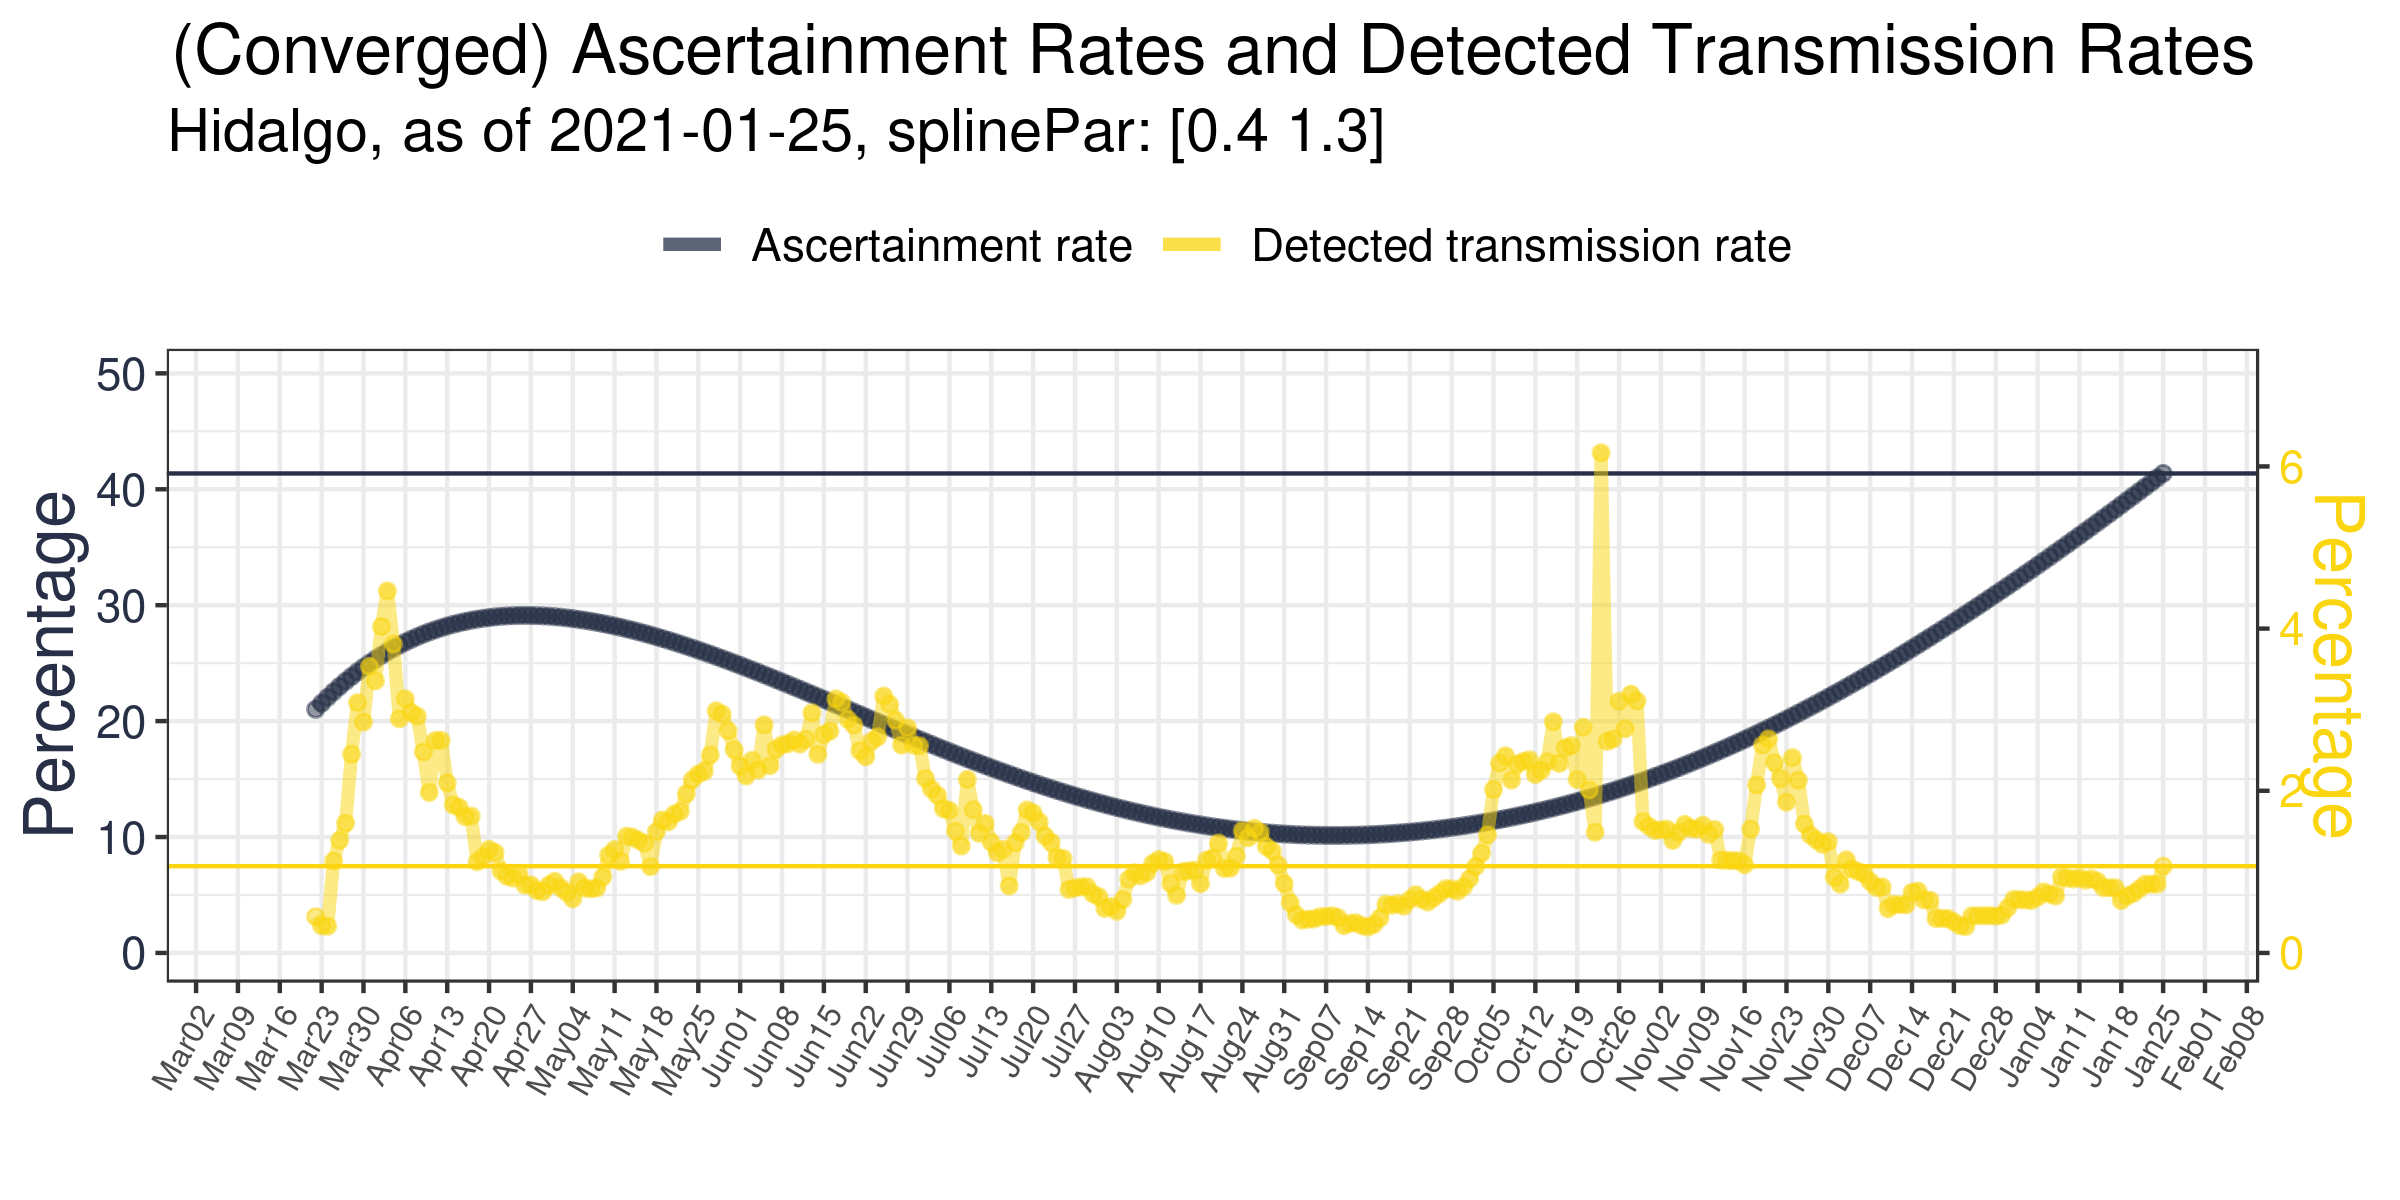 (Converged) Ascertainment Rates and Detected Transmission Rates
Hidalgo, as of 2021-01-25, splinePar: [0.4 1.3]
Ascertainment rate Detected transmission rate
Percentage
50
40
30
20
10
0
6
4
2
0
Percentage
Mar02 Mar09 Mar16 Mar23 Mar30 Apr06 Apr13 Apr20 Apr27 May04 May11 May18 May25 Jun01 Jun08 Jun15 Jun22 Jun29 Jul06 Jul13 Jul20 Jul27 Aug03 Aug10 Aug17 Aug24 Aug31 Sep07 Sep14 Sep21 Sep28 Oct05 Oct12 Oct19 Oct26 Nov02 Nov09 Nov16 Nov23 Nov30 Dec07 Dec14 Dec21 Dec28 Jan04 Jan11 Jan18 Jan25 Feb01 Feb08